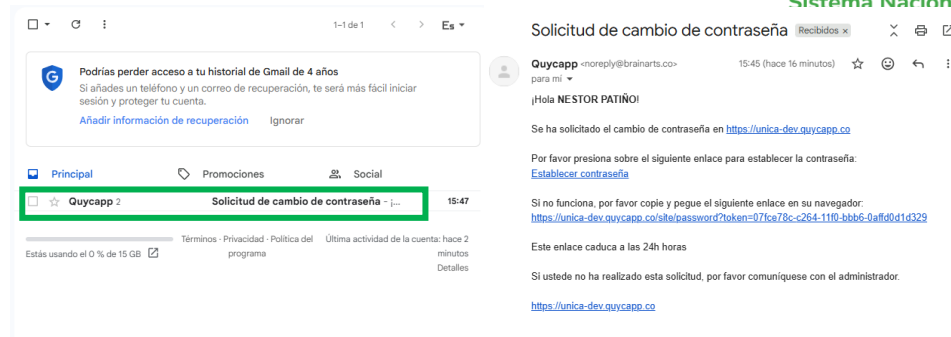 Sistema Nacion
1–1 de 1
Es
Podrías perder acceso a tu historial de Gmail de 4 años
Si añades un teléfono y un correo de recuperación, te será más fácil iniciar
sesión y proteger tu cuenta.
Añadir información de recuperación Ignorar
Principal Promociones Social
Quycapp 2 Solicitud de cambio de contraseña - ¡... 15:47
Estás usando el 0 % de 15 GB
Términos · Privacidad · Política del
programa
Última actividad de la cuenta: hace 2
minutos
Detalles
Solicitud de cambio de contraseña Recibidos x
Quycapp <noreply@brainarts.co> 15:45 (hace 16 minutos)
para mí
¡Hola NESTOR PATIÑO!
Se ha solicitado el cambio de contraseña en https://unica-dev.quycapp.co
Por favor presiona sobre el siguiente enlace para establecer la contraseña:
Establecer contraseña
Si no funciona, por favor copie y pegue el siguiente enlace en su navegador:
https://unica-dev.quycapp.co/site/password?token=07fce78c-c264-11f0-bbb6-0affd0d1d329
Este enlace caduca a las 24h horas
Si ustede no ha realizado esta solicitud, por favor comuníquese con el administrador.
https://unica-dev.quycapp.co